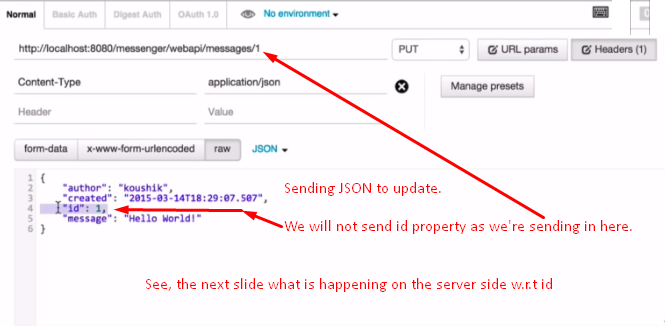 Normal Basic Auth Digest Auth OAuth 1.0 No environment
http://localhost:8080/messenger/webapi/messages/1 PUT URL params Headers (1)
Content-Type application/json Manage presets
Header Value
form-data x-www-form-urlencoded raw JSON
1 {
2 "author": "koushik",
3 "created": "2015-03-14T18:29:07.507",
4 "id": 1,
5 "message": "Hello World!"
6 }
Sending JSON to update.
We will not send id property as we're sending in here.
See, the next slide what is happening on the server side w.r.t id